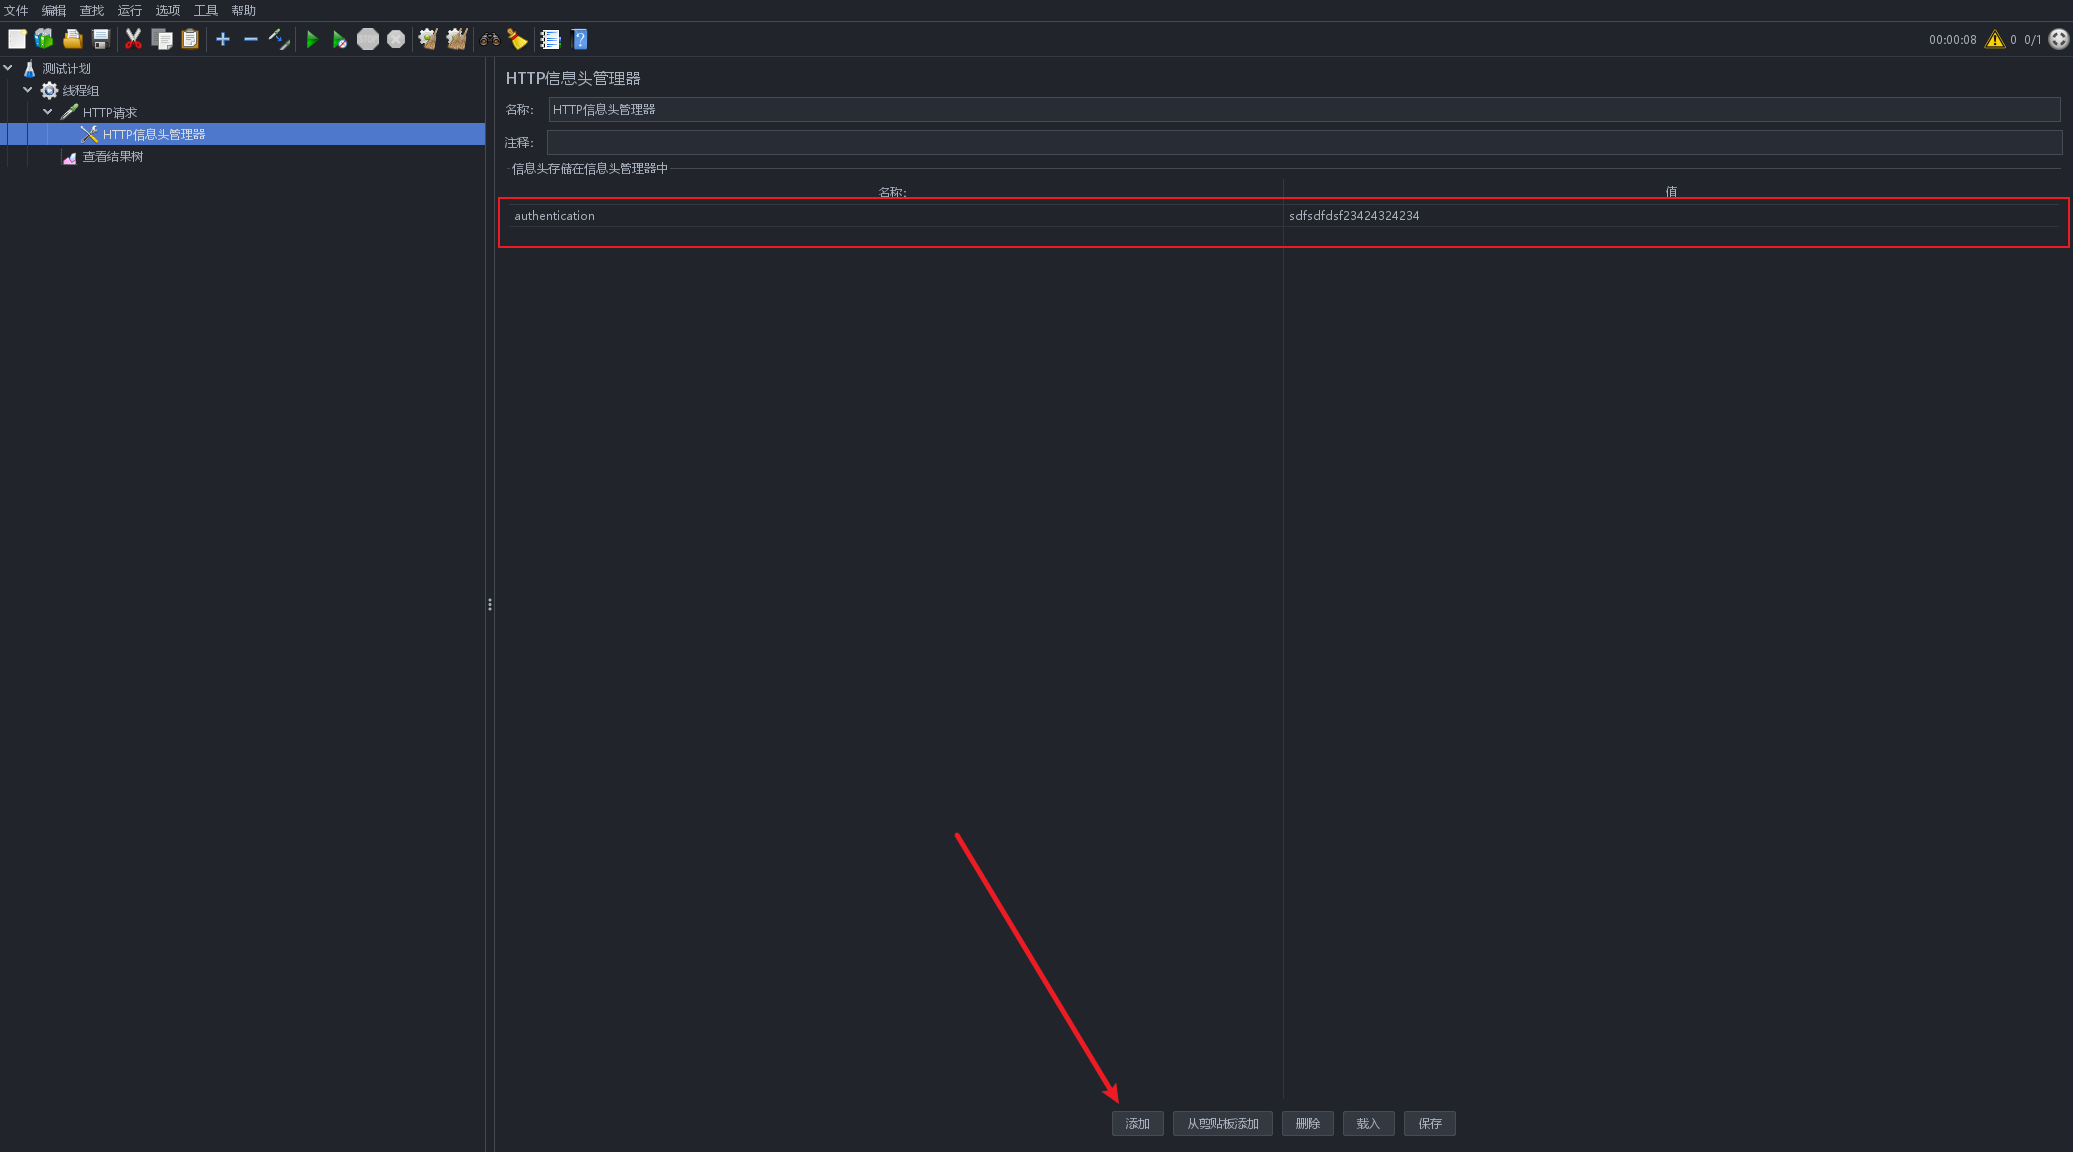 文件 编辑 查找 运行 选项 工具 帮助
00:00:08 0 0/1
测试计划
线程组
HTTP请求
HTTP信息头管理器
查看结果树
HTTP信息头管理器
名称: HTTP信息头管理器
注释:
信息头存储在信息头管理器中
名称: 值
authentication sdfsdfdsf23424324234
添加 从剪贴板添加 删除 载入 保存